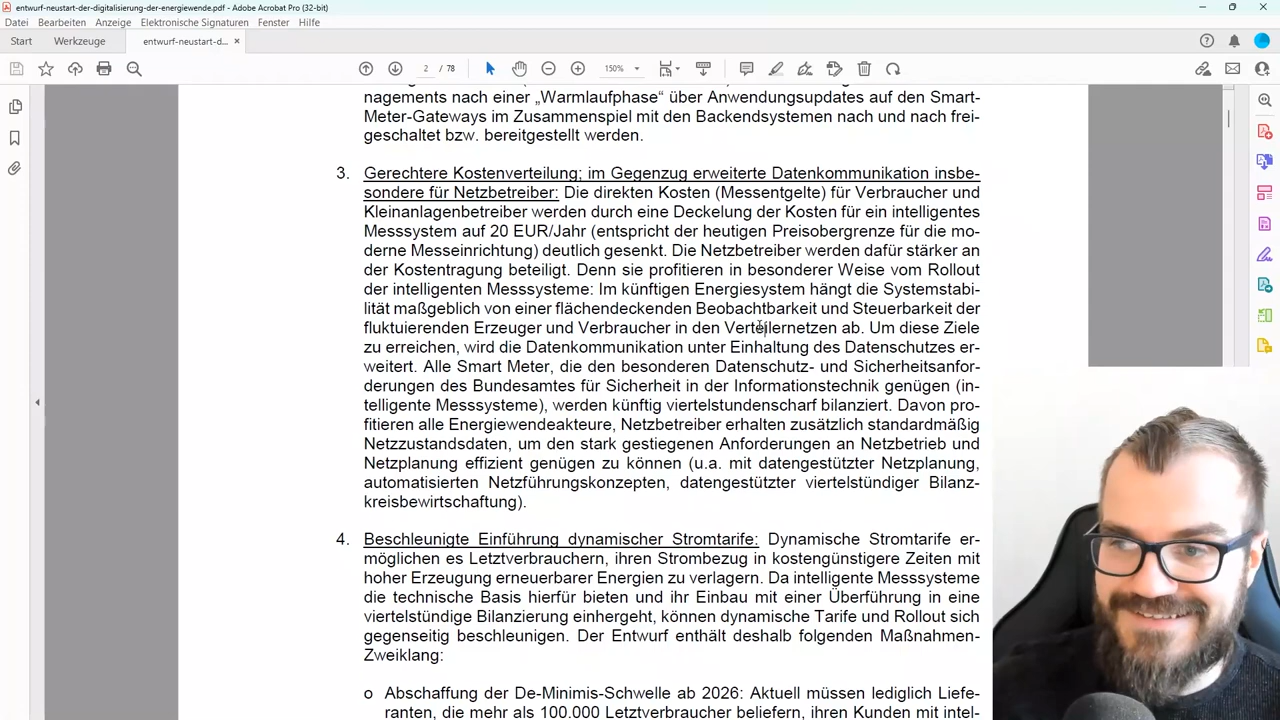 entwurf-neustart-der-digitalisierung-der-energiewende.pdf - Adobe Acrobat Pro (32-bit)
Datei Bearbeiten Anzeige Elektronische Signaturen Fenster Hilfe
Start Werkzeuge entwurf-neustart-d... ×
2 / 78 150%
nagements nach einer „Warmlaufphase“ über Anwendungsupdates auf den Smart-
Meter-Gateways im Zusammenspiel mit den Backendsystemen nach und nach frei-
geschaltet bzw. bereitgestellt werden.
3. Gerechtere Kostenverteilung; im Gegenzug erweiterte Datenkommunikation insbe-
sondere für Netzbetreiber: Die direkten Kosten (Messentgelte) für Verbraucher und
Kleinanlagenbetreiber werden durch eine Deckelung der Kosten für ein intelligentes
Messsystem auf 20 EUR/Jahr (entspricht der heutigen Preisobergrenze für die mo-
derne Messeinrichtung) deutlich gesenkt. Die Netzbetreiber werden dafür stärker an
der Kostentragung beteiligt. Denn sie profitieren in besonderer Weise vom Rollout
der intelligenten Messsysteme: Im künftigen Energiesystem hängt die Systemstabi-
lität maßgeblich von einer flächendeckenden Beobachtbarkeit und Steuerbarkeit der
fluktuierenden Erzeuger und Verbraucher in den Verteilernetzen ab. Um diese Ziele
zu erreichen, wird die Datenkommunikation unter Einhaltung des Datenschutzes er-
weitert. Alle Smart Meter, die den besonderen Datenschutz- und Sicherheitsanfor-
derungen des Bundesamtes für Sicherheit in der Informationstechnik genügen (in-
telligente Messsysteme), werden künftig viertelstundenscharf bilanziert. Davon pro-
fitieren alle Energiewendeakteure, Netzbetreiber erhalten zusätzlich standardmäßig
Netzzustandsdaten, um den stark gestiegenen Anforderungen an Netzbetrieb und
Netzplanung effizient genügen zu können (u.a. mit datengestützter Netzplanung,
automatisierten Netzführungskonzepten, datengestützter viertelstündiger Bilanz-
kreisbewirtschaftung).
4. Beschleunigte Einführung dynamischer Stromtarife: Dynamische Stromtarife er-
möglichen es Letztverbrauchern, ihren Strombezug in kostengünstigere Zeiten mit
hoher Erzeugung erneuerbarer Energien zu verlagern. Da intelligente Messsysteme
die technische Basis hierfür bieten und ihr Einbau mit einer Überführung in eine
viertelstündige Bilanzierung einhergeht, können dynamische Tarife und Rollout sich
gegenseitig beschleunigen. Der Entwurf enthält deshalb folgenden Maßnahmen-
Zweiklang:
o Abschaffung der De-Minimis-Schwelle ab 2026: Aktuell müssen lediglich Liefe-
ranten, die mehr als 100.000 Letztverbraucher beliefern, ihren Kunden mit intel-